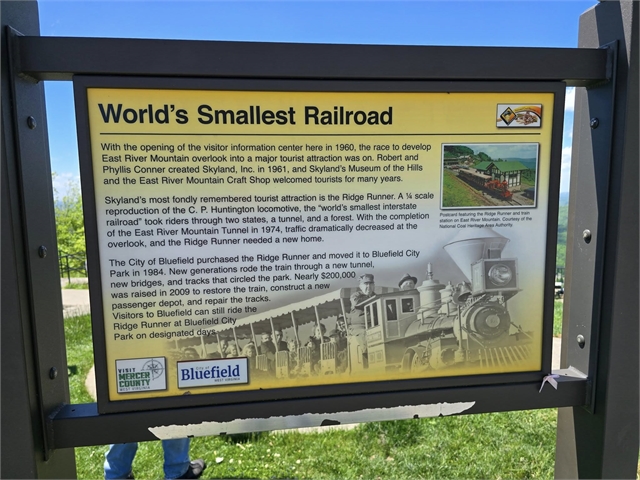 World's Smallest Railroad
With the opening of the visitor information center here in 1960, the race to develop
East River Mountain overlook into a major tourist attraction was on. Robert and
Phyllis Conner created Skyland, Inc. in 1961, and Skyland's Museum of the Hills
and the East River Mountain Craft Shop welcomed tourists for many years.
Skyland's most fondly remembered tourist attraction is the Ridge Runner. A ¼ scale
reproduction of the C. P. Huntington locomotive, the "world's smallest interstate
railroad" took riders through two states, a tunnel, and a forest. With the completion
of the East River Mountain Tunnel in 1974, traffic dramatically decreased at the
overlook, and the Ridge Runner needed a new home.
Postcard featuring the Ridge Runner and train
station on East River Mountain. Courtesy of the
National Coal Heritage Area Authority.
The City of Bluefield purchased the Ridge Runner and moved it to Bluefield City
Park in 1984. New generations rode the train through a new tunnel,
new bridges, and tracks that circled the park. Nearly $200,000
was raised in 2009 to restore the train, construct a new
passenger depot, and repair the tracks.
Visitors to Bluefield can still ride the
Ridge Runner at Bluefield City
Park on designated days.
VISIT
MERCER
COUNTY
WEST VIRGINIA
CITY OF
Bluefield
WEST VIRGINIA